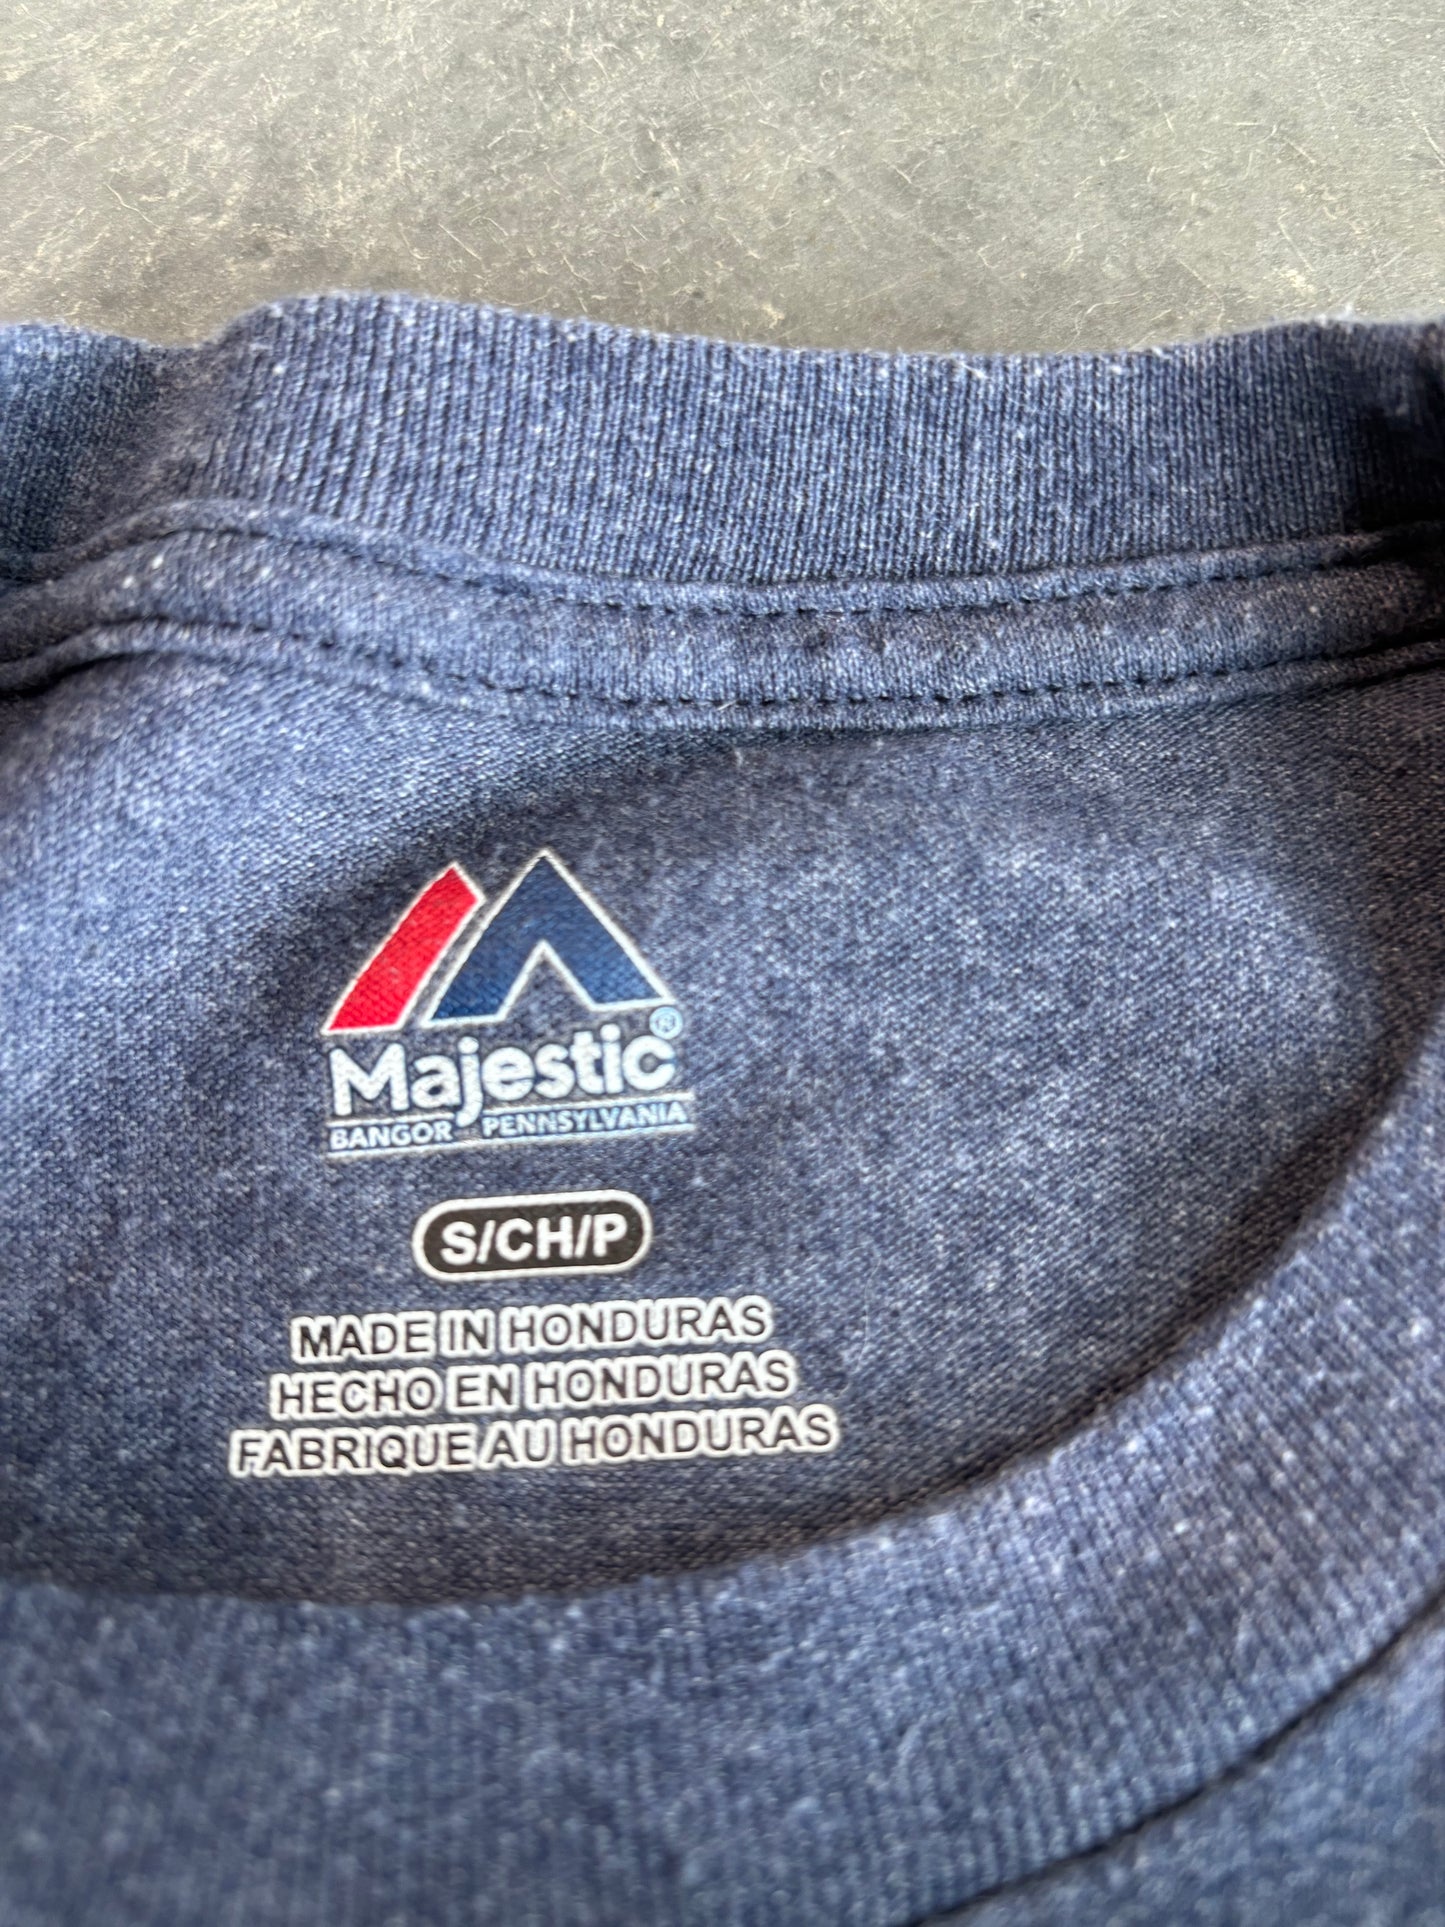 Majestic®
BANGOR PENNSYLVANIA
S/CH/P
MADE IN HONDURAS
HECHO EN HONDURAS
FABRIQUE AU HONDURAS